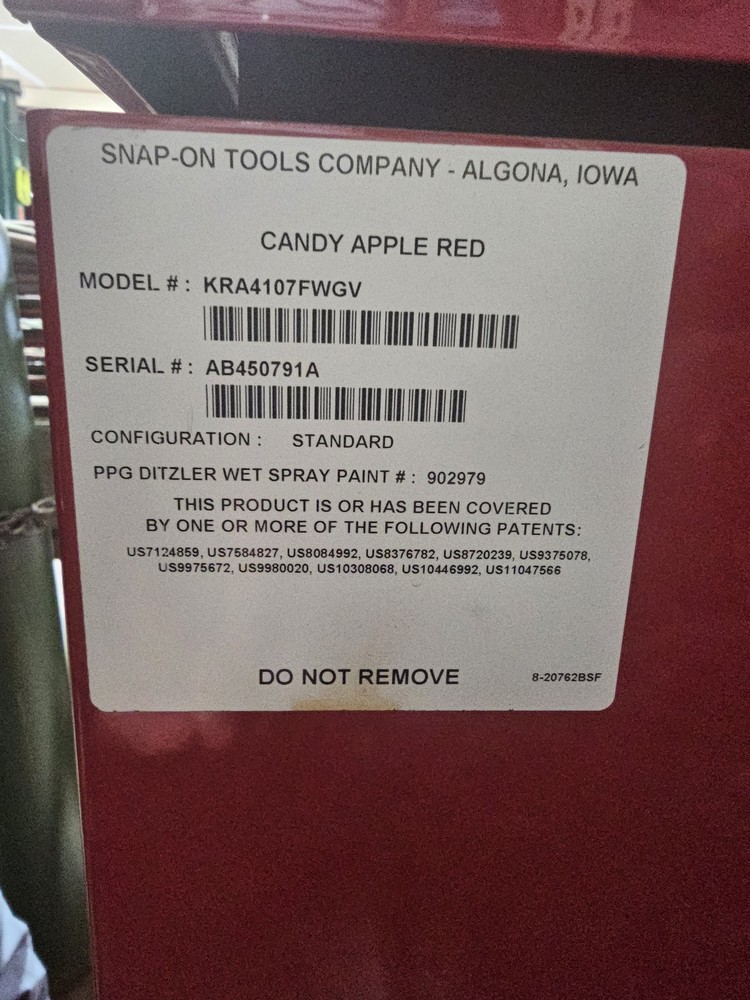 SNAP-ON TOOLS COMPANY - ALGONA, IOWA
CANDY APPLE RED
MODEL # : KRA4107FWGV
SERIAL # : AB450791A
CONFIGURATION : STANDARD
PPG DITZLER WET SPRAY PAINT # : 902979
THIS PRODUCT IS OR HAS BEEN COVERED
BY ONE OR MORE OF THE FOLLOWING PATENTS:
US7124859, US7584827, US8084992, US8376782, US8720239, US9375078,
US9975672, US9980020, US10308068, US10446992, US11047566
DO NOT REMOVE
8-20762BSF